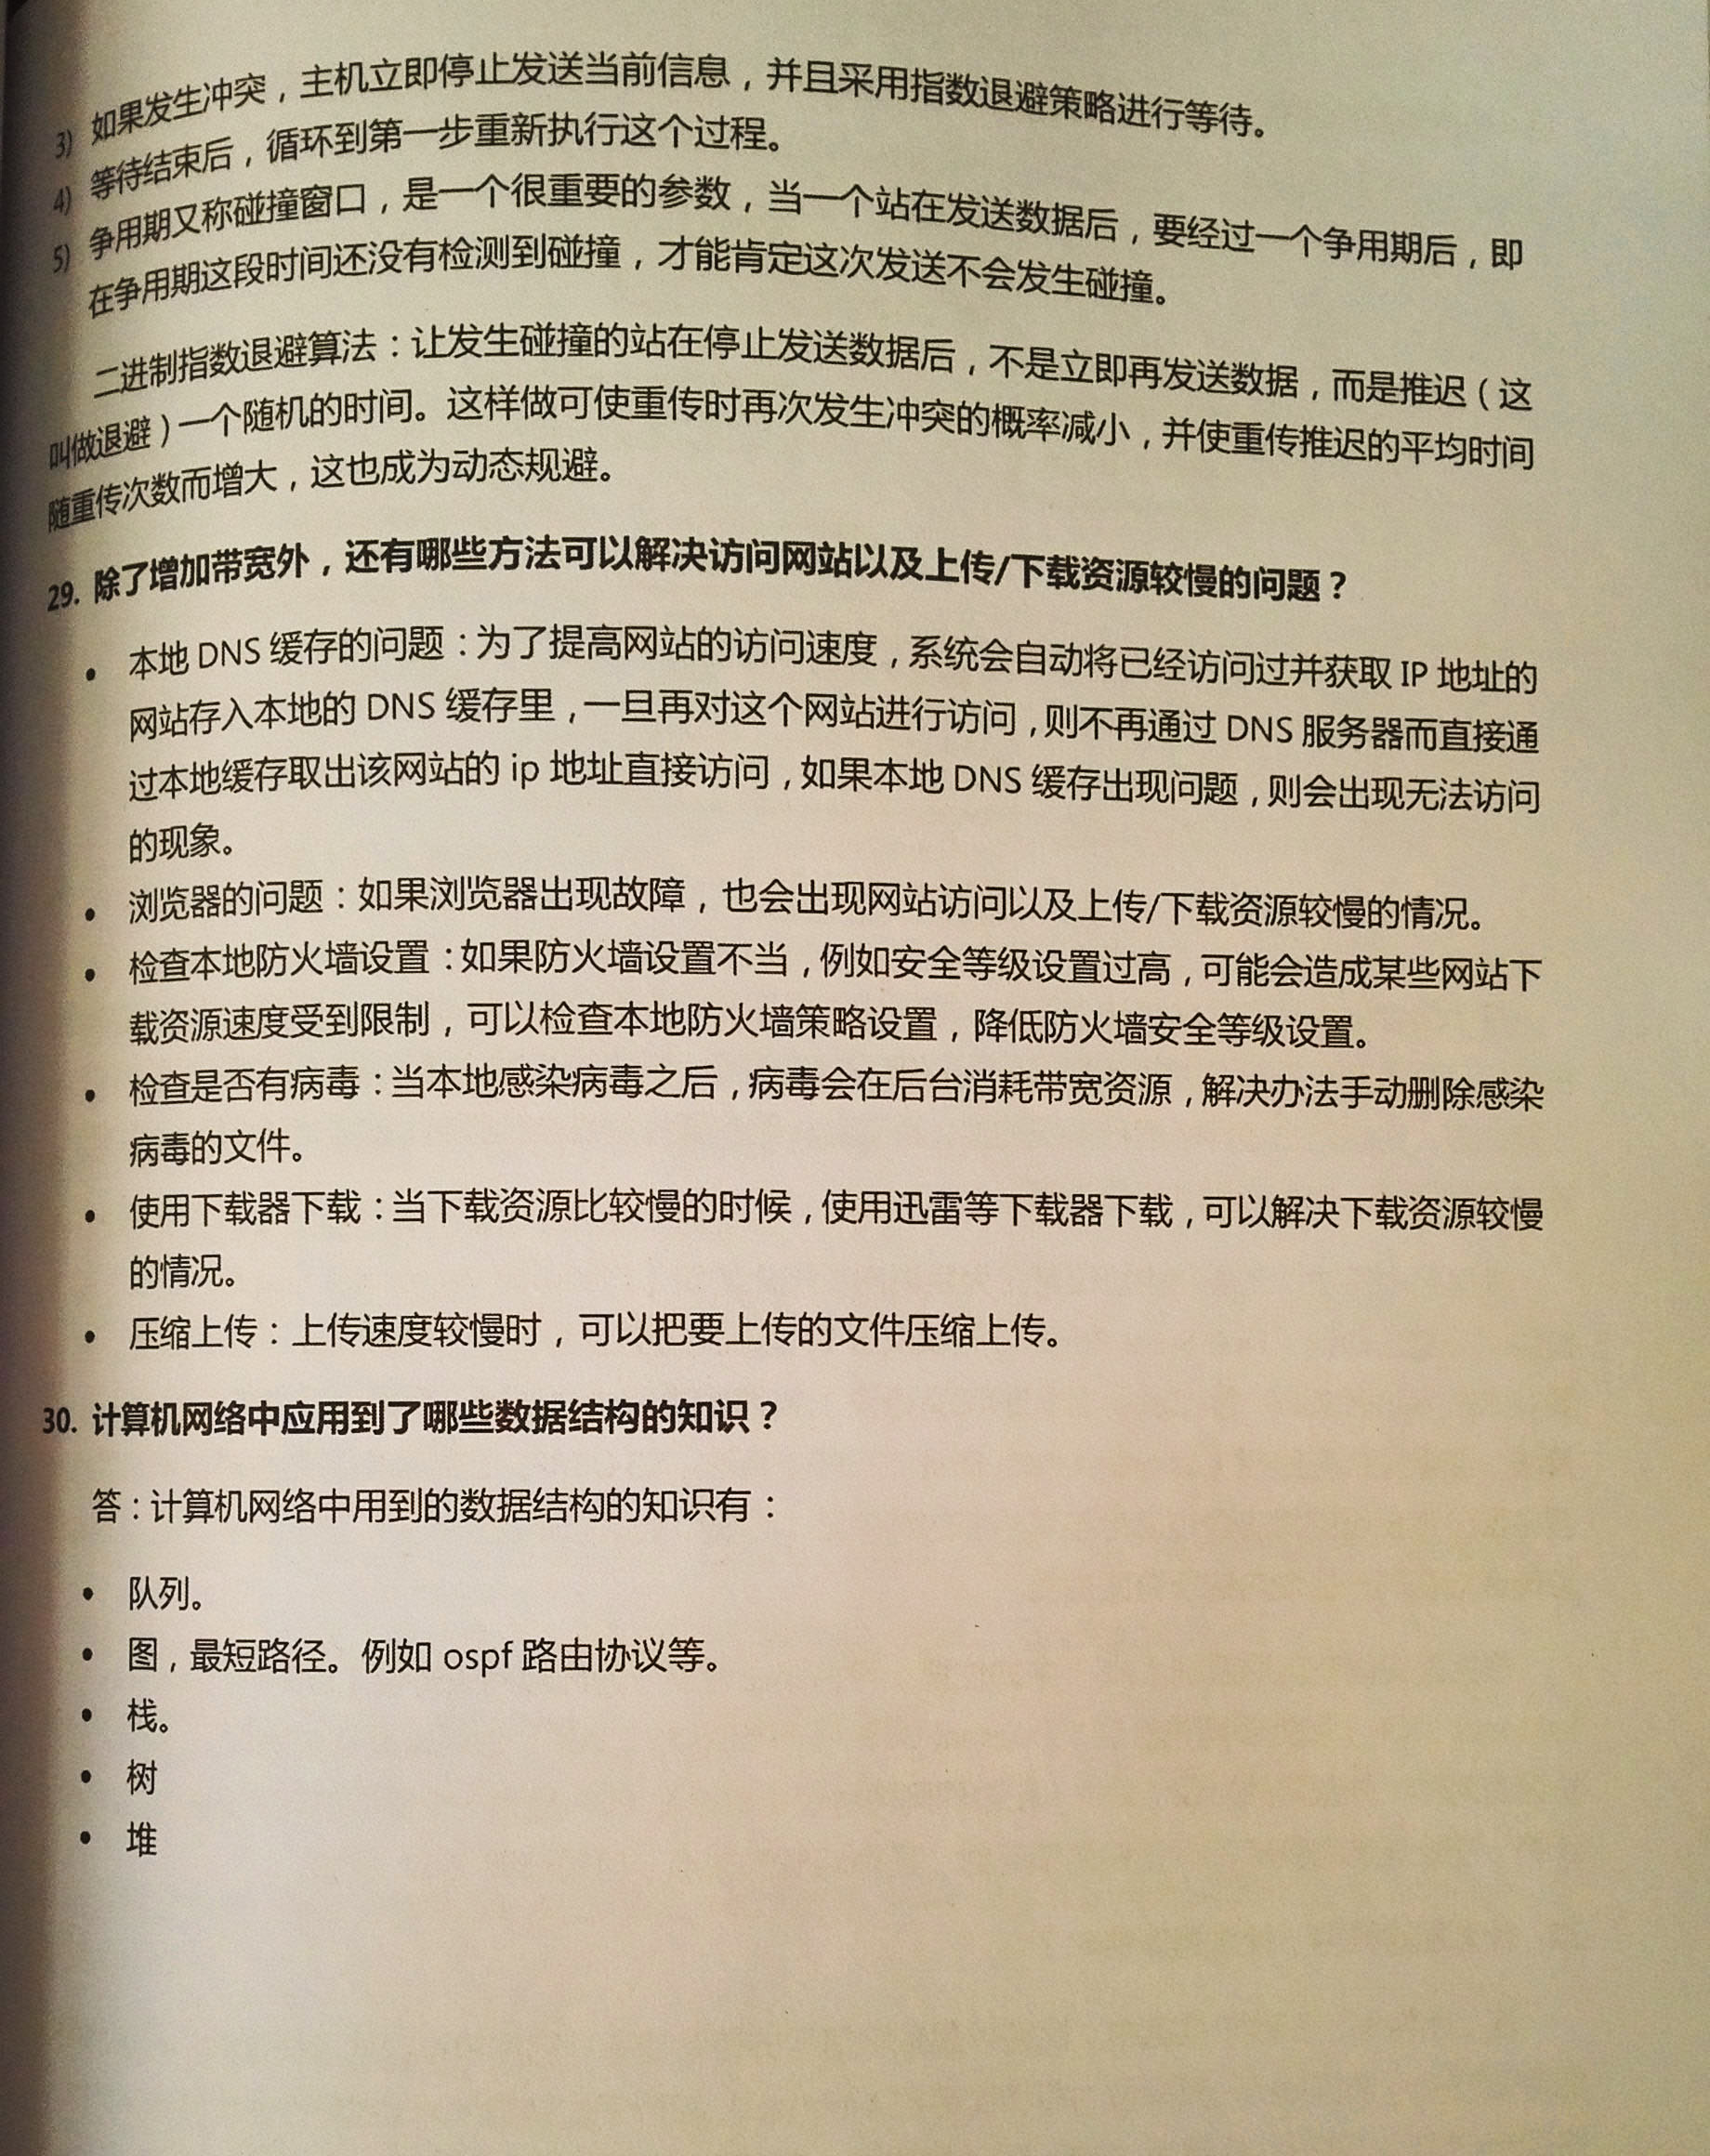 3) 如果发生冲突，主机立即停止发送当前信息，并且采用指数退避策略进行等待。
4) 等待结束后，循环到第一步重新执行这个过程。
5) 争用期又称碰撞窗口，是一个很重要的参数，当一个站在发送数据后，要经过一个争用期后，即
在争用期这段时间还没有检测到碰撞，才能肯定这次发送不会发生碰撞。
二进制指数退避算法：让发生碰撞的站在停止发送数据后，不是立即再发送数据，而是推迟（这
叫做退避）一个随机的时间。这样做可使重传时再次发生冲突的概率减小，并使重传推迟的平均时间
随重传次数而增大，这也成为动态规避。
29. 除了增加带宽外，还有哪些方法可以解决访问网站以及上传/下载资源较慢的问题？
• 本地 DNS 缓存的问题：为了提高网站的访问速度，系统会自动将已经访问过并获取 IP 地址的
网站存入本地的 DNS 缓存里，一旦再对这个网站进行访问，则不再通过 DNS 服务器而直接通
过本地缓存取出该网站的 ip 地址直接访问，如果本地 DNS 缓存出现问题，则会出现无法访问
的现象。
• 浏览器的问题：如果浏览器出现故障，也会出现网站访问以及上传/下载资源较慢的情况。
• 检查本地防火墙设置：如果防火墙设置不当，例如安全等级设置过高，可能会造成某些网站下
载资源速度受到限制，可以检查本地防火墙策略设置，降低防火墙安全等级设置。
• 检查是否有病毒：当本地感染病毒之后，病毒会在后台消耗带宽资源，解决办法手动删除感染
病毒的文件。
• 使用下载器下载：当下载资源比较慢的时候，使用迅雷等下载器下载，可以解决下载资源较慢
的情况。
• 压缩上传：上传速度较慢时，可以把要上传的文件压缩上传。
30. 计算机网络中应用到了哪些数据结构的知识？
答：计算机网络中用到的数据结构的知识有：
• 队列。
• 图，最短路径。例如 ospf 路由协议等。
• 栈。
• 树
• 堆